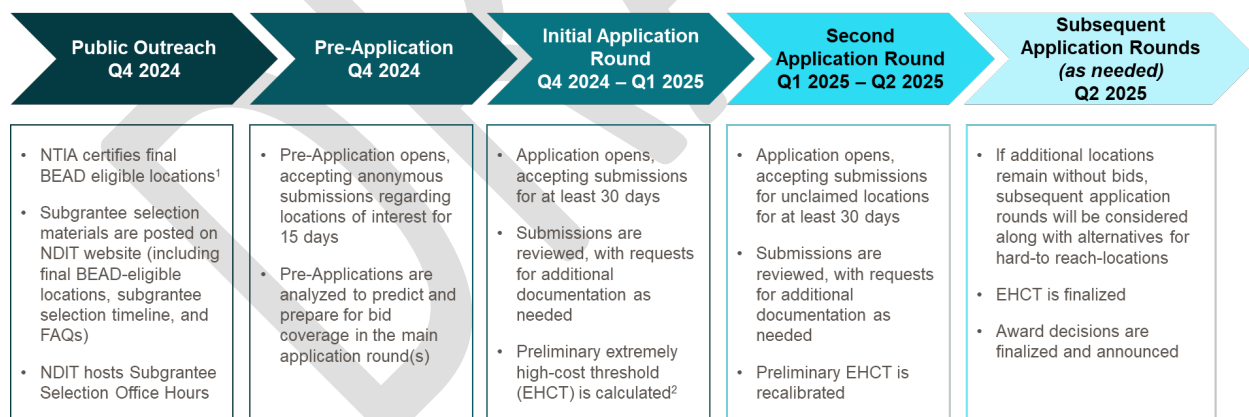 Public Outreach
Q4 2024
Pre-Application
Q4 2024
Initial Application
Round
Q4 2024 – Q1 2025
Second
Application Round
Q1 2025 – Q2 2025
Subsequent
Application Rounds
(as needed)
Q2 2025
• NTIA certifies final
BEAD eligible locations¹
• Subgrantee selection
materials are posted on
NDIT website (including
final BEAD-eligible
locations, subgrantee
selection timeline, and
FAQs)
• NDIT hosts Subgrantee
Selection Office Hours
• Pre-Application opens,
accepting anonymous
submissions regarding
locations of interest for
15 days
• Pre-Applications are
analyzed to predict and
prepare for bid
coverage in the main
application round(s)
• Application opens,
accepting submissions
for at least 30 days
• Submissions are
reviewed, with requests
for additional
documentation as
needed
• Preliminary extremely
high-cost threshold
(EHCT) is calculated²
• Application opens,
accepting submissions
for unclaimed locations
for at least 30 days
• Submissions are
reviewed, with requests
for additional
documentation as
needed
• Preliminary EHCT is
recalibrated
• If additional locations
remain without bids,
subsequent application
rounds will be considered
along with alternatives for
hard-to reach-locations
• EHCT is finalized
• Award decisions are
finalized and announced